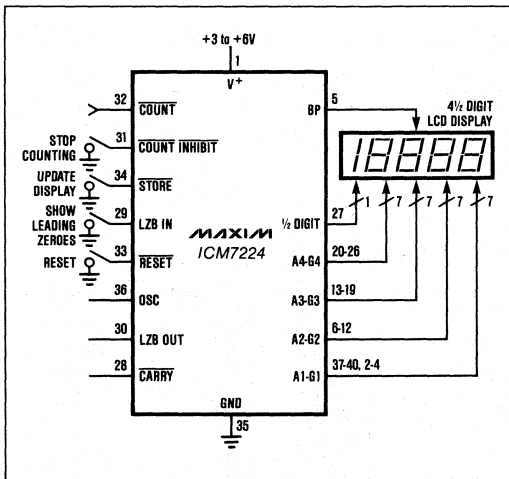 +3 to +6V
1
V+
32
COUNT
5
BP
4½ DIGIT
LCD DISPLAY
STOP
COUNTING
31
COUNT INHIBIT
UPDATE
DISPLAY
34
STORE
SHOW
LEADING
ZEROES
29
LZB IN
RESET
33
RESET
MAXIM
ICM7224
½ DIGIT
27
1
7
7
7
7
36
OSC
A4-G4
20-26
30
LZB OUT
A3-G3
13-19
28
CARRY
A2-G2
6-12
A1-G1
37-40, 2-4
GND
35
18888